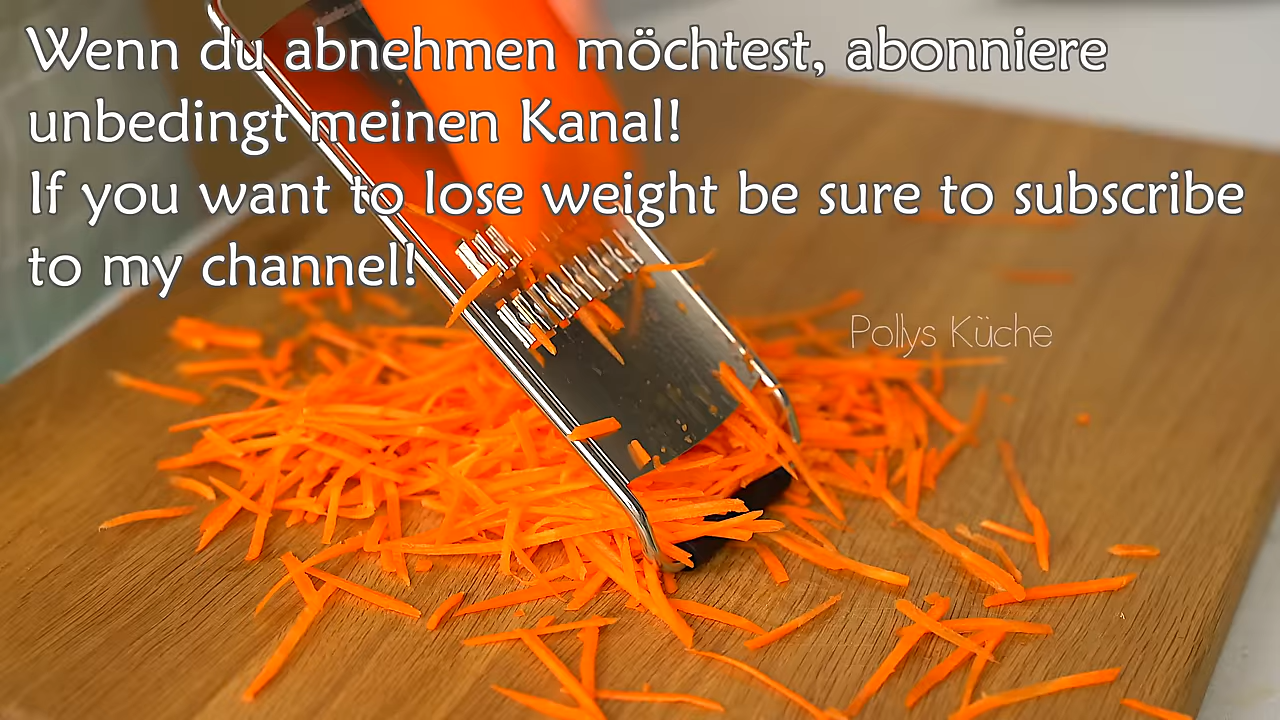 Wenn du abnehmen möchtest, abonniere
unbedingt meinen Kanal!
If you want to lose weight be sure to subscribe
to my channel!
Pollys Küche